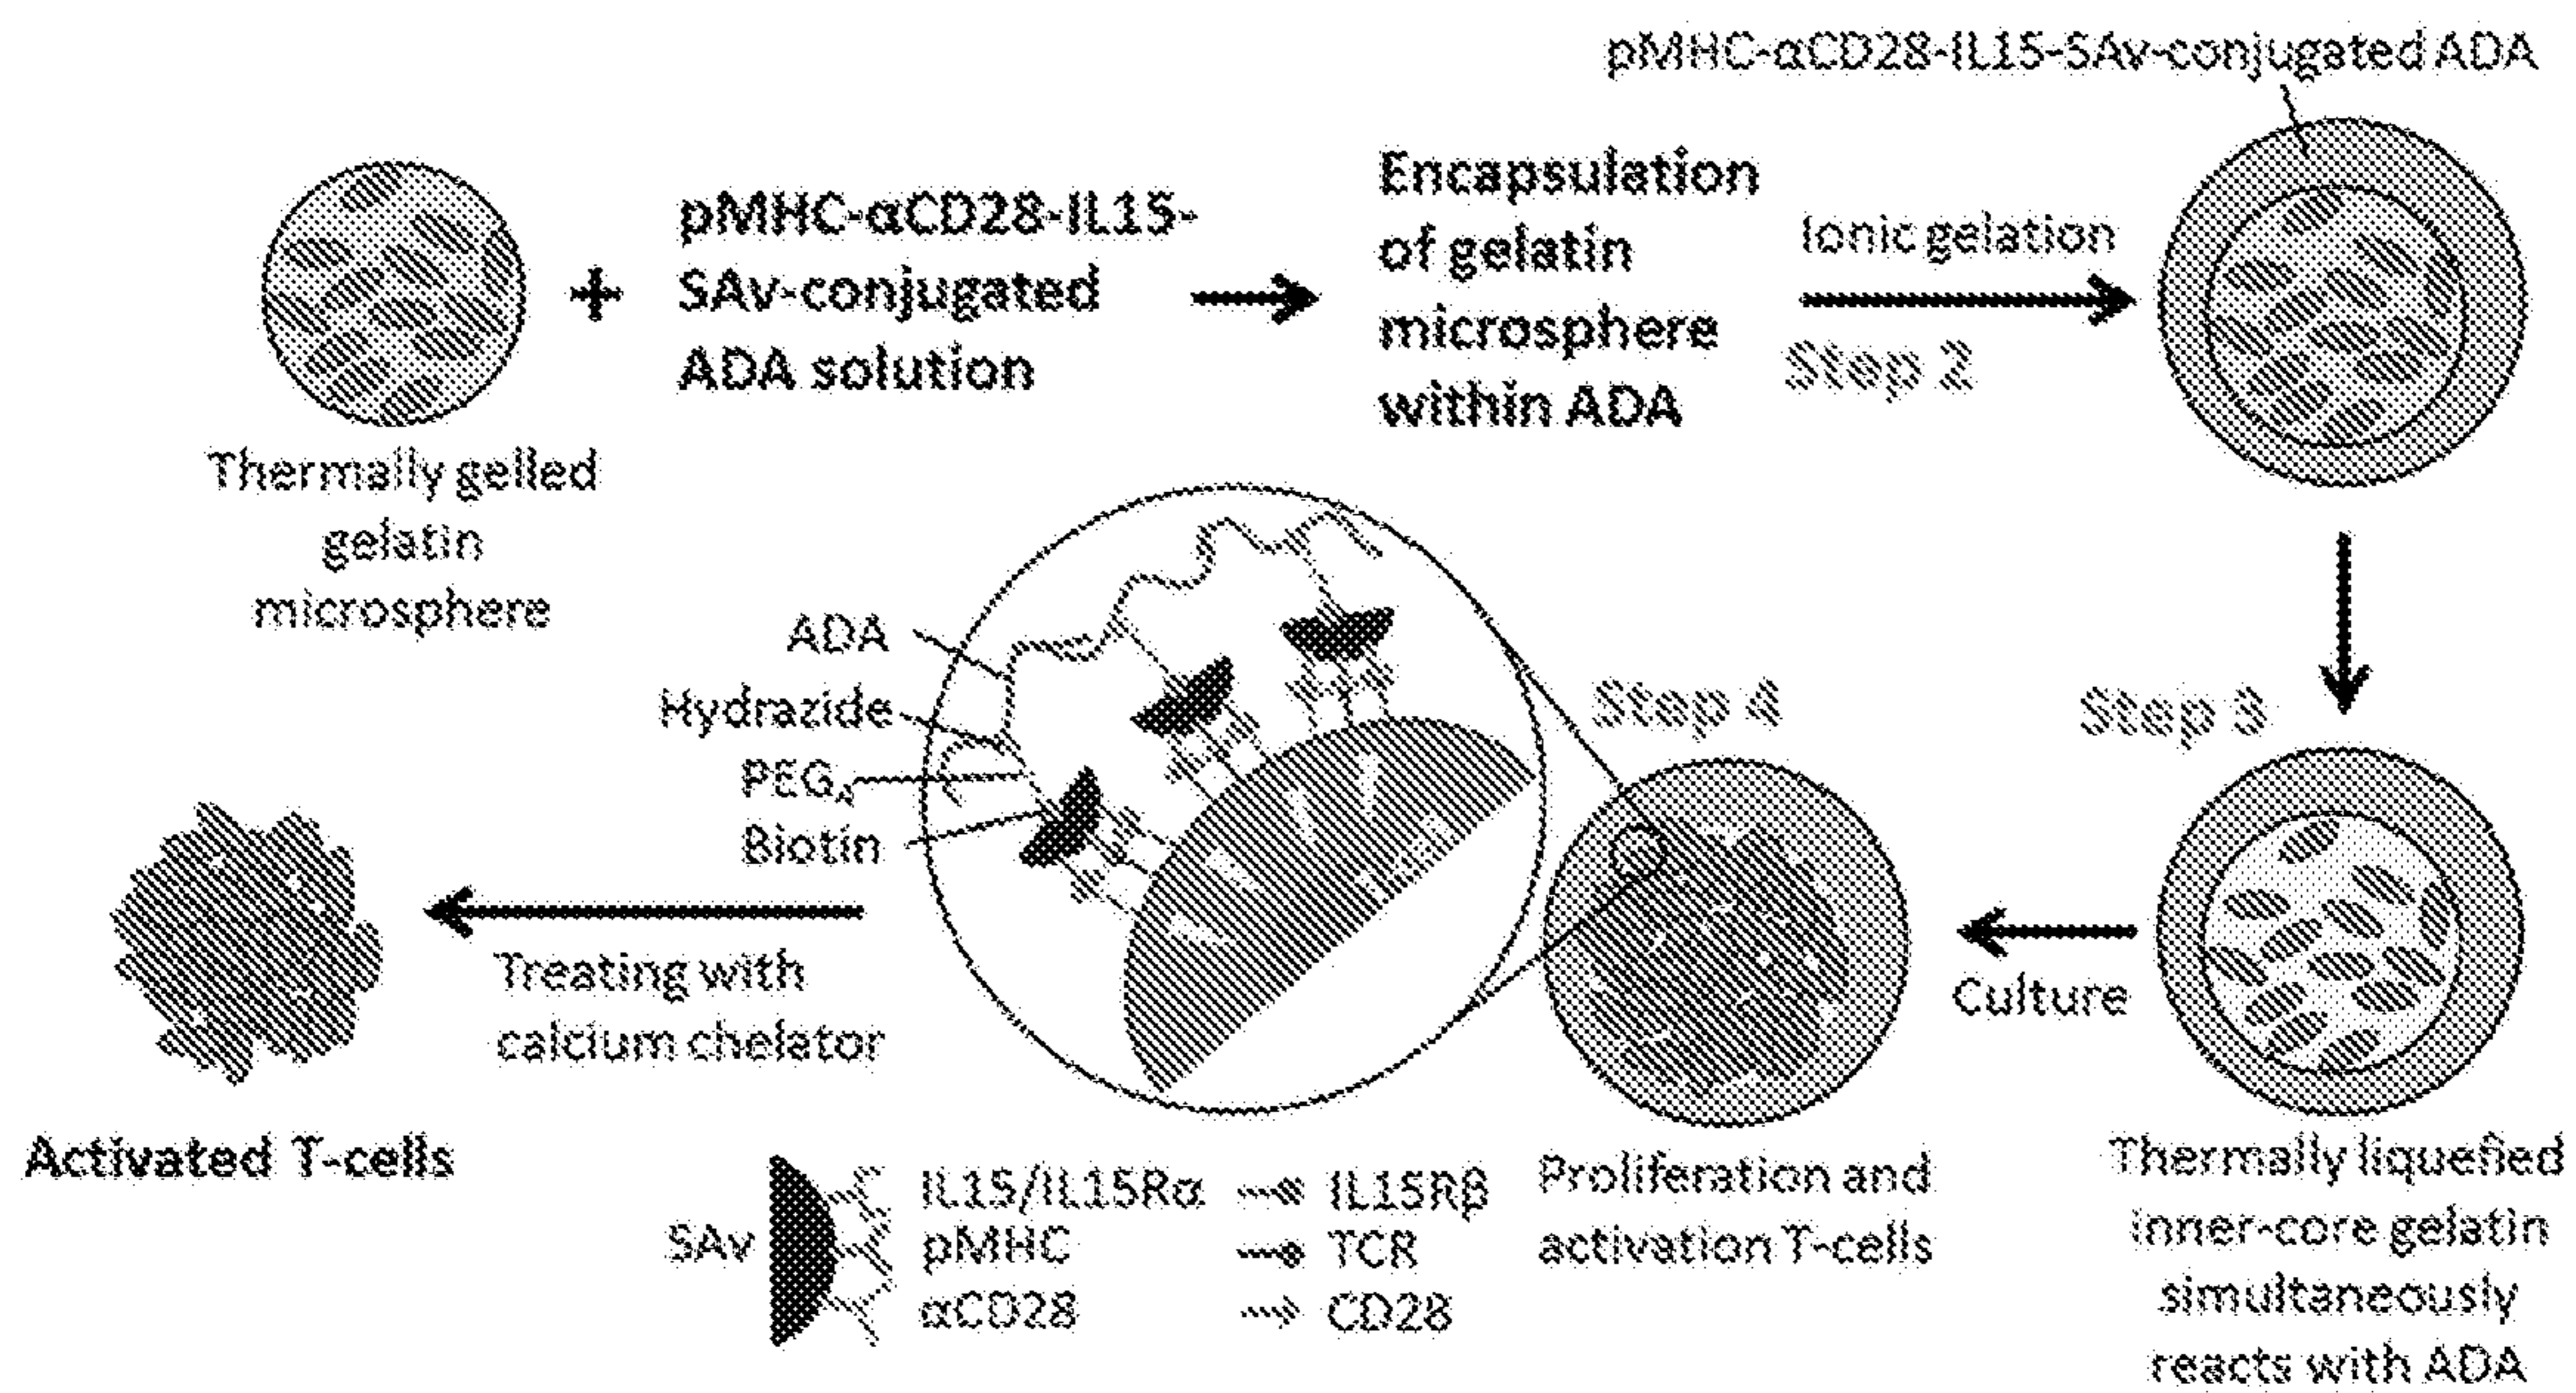 pMHC-αCD28-IL15-SAv-conjugated ADA
pMHC-αCD28-IL15-
SAv-conjugated
ADA solution
Encapsulation
of gelatin
microsphere
within ADA
Ionic gelation
Step 2
Thermally gelled
gelatin
microsphere
ADA
Hydrazide
PEG₄
Biotin
Step 4
Step 3
Culture
Treating with
calcium chelator
Activated T-cells
SAv
IL15/IL15Rα
pMHC
αCD28
IL15Rβ
TCR
CD28
Proliferation and
activation T-cells
Thermally liquefied
inner-core gelatin
simultaneously
reacts with ADA